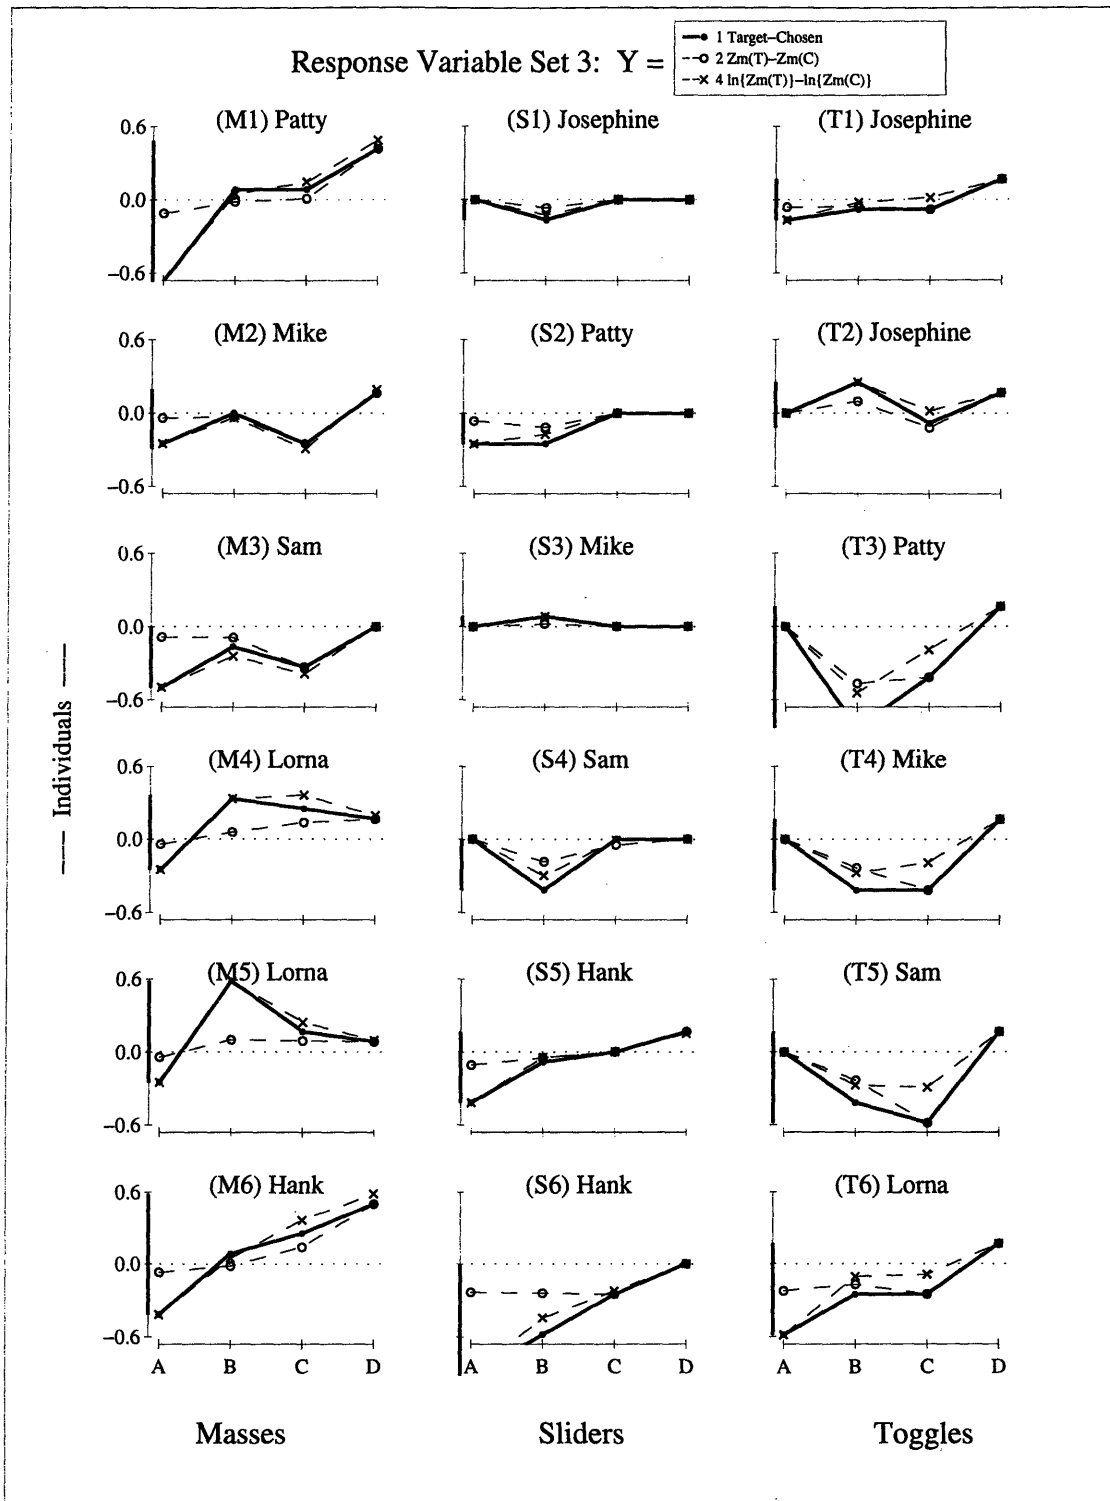 Response Variable Set 3: Y =
1 Target–Chosen
2 Zm(T)–Zm(C)
4 ln{Zm(T)}–ln{Zm(C)}
(M1) Patty
(S1) Josephine
(T1) Josephine
0.6
0.0
–0.6
(M2) Mike
(S2) Patty
(T2) Josephine
0.6
0.0
–0.6
(M3) Sam
(S3) Mike
(T3) Patty
0.6
0.0
–0.6
(M4) Lorna
(S4) Sam
(T4) Mike
0.6
0.0
–0.6
(M5) Lorna
(S5) Hank
(T5) Sam
0.6
0.0
–0.6
(M6) Hank
(S6) Hank
(T6) Lorna
0.6
0.0
–0.6
A B C D
A B C D
A B C D
Masses
Sliders
Toggles
Individuals